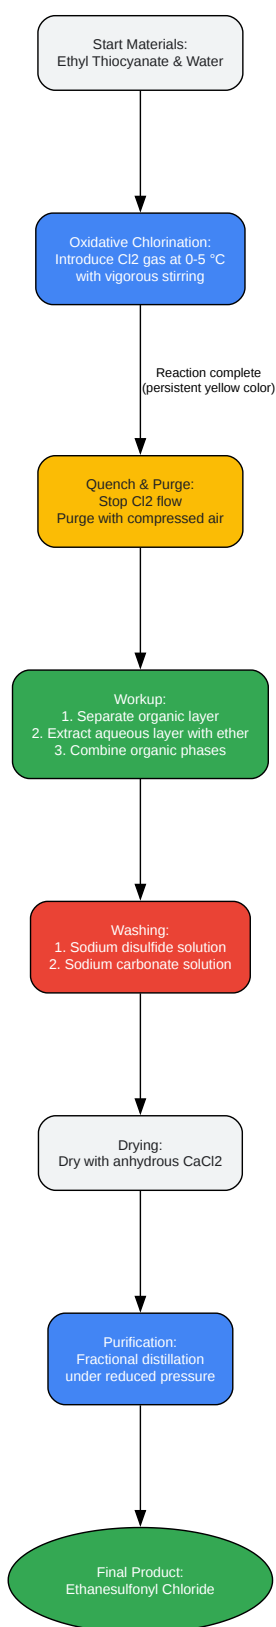 Start Materials:
Ethyl Thiocyanate & Water
Oxidative Chlorination:
Introduce Cl2 gas at 0-5 °C
with vigorous stirring
Reaction complete
(persistent yellow color)
Quench & Purge:
Stop Cl2 flow
Purge with compressed air
Workup:
1. Separate organic layer
2. Extract aqueous layer with ether
3. Combine organic phases
Washing:
1. Sodium disulfide solution
2. Sodium carbonate solution
Drying:
Dry with anhydrous CaCl2
Purification:
Fractional distillation
under reduced pressure
Final Product:
Ethanesulfonyl Chloride